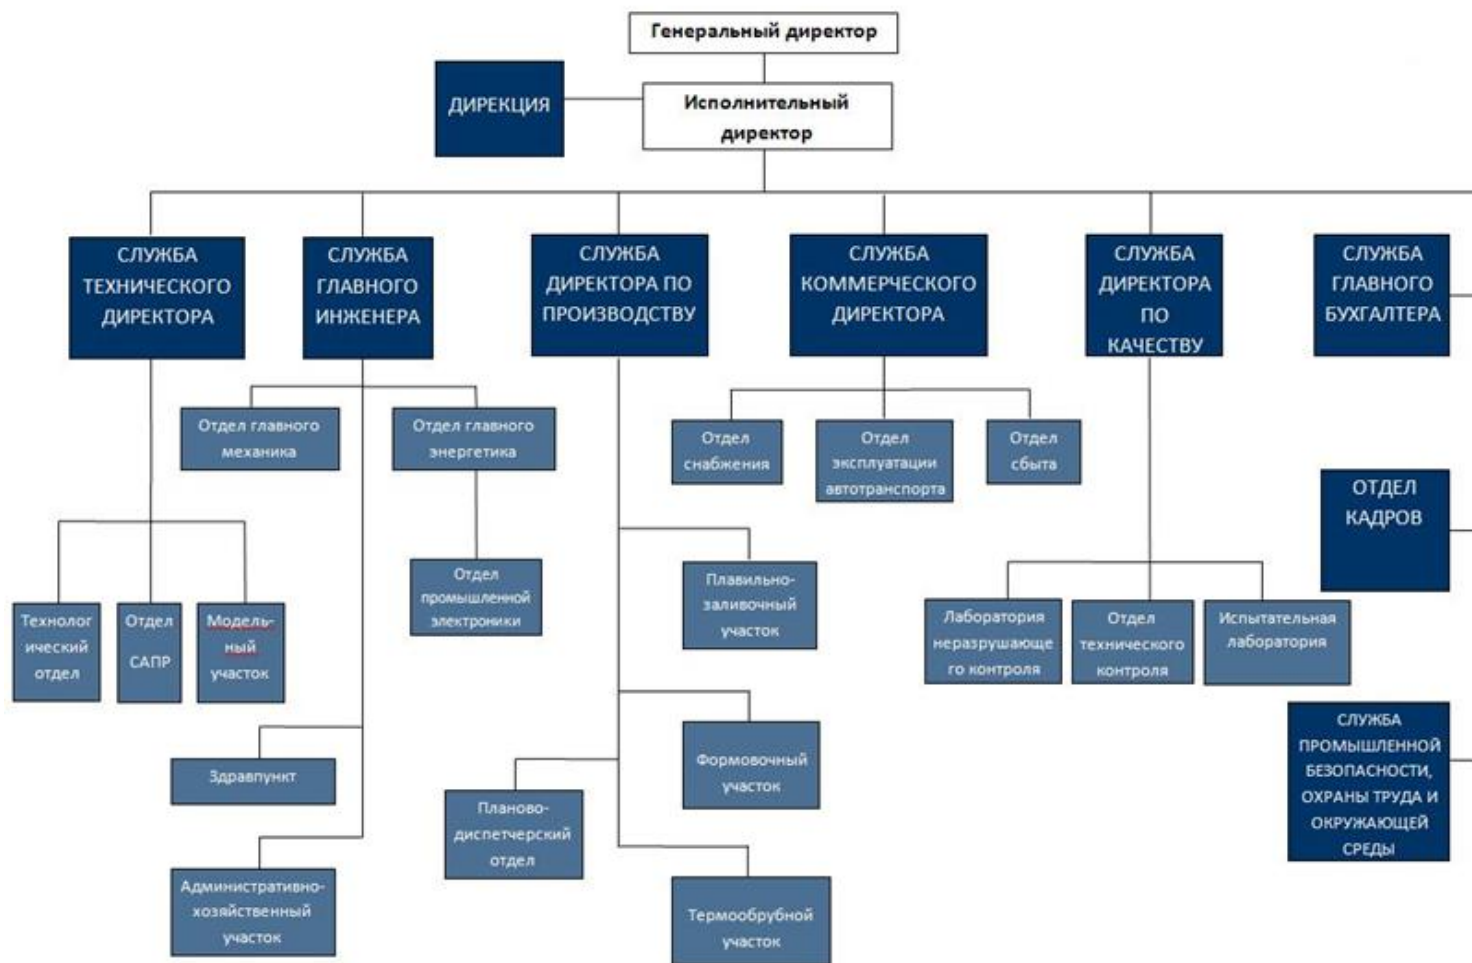 Генеральный директор
ДИРЕКЦИЯ
Исполнительный
директор
СЛУЖБА
ТЕХНИЧЕСКОГО
ДИРЕКТОРА
СЛУЖБА
ГЛАВНОГО
ИНЖЕНЕРА
СЛУЖБА
ДИРЕКТОРА ПО
ПРОИЗВОДСТВУ
СЛУЖБА
КОММЕРЧЕСКОГО
ДИРЕКТОРА
СЛУЖБА
ДИРЕКТОРА
ПО
КАЧЕСТВУ
СЛУЖБА
ГЛАВНОГО
БУХГАЛТЕРА
Отдел главного
механика
Отдел главного
энергетика
Отдел
снабжения
Отдел
эксплуатации
автотранспорта
Отдел
сбыта
ОТДЕЛ
КАДРОВ
Отдел
промышленной
электроники
Плавильно-
заливочный
участок
Технолог
ический
отдел
Отдел
САПР
Модель-
ный
участок
Лаборатория
неразрушающе
го контроля
Отдел
технического
контроля
Испытательная
лаборатория
СЛУЖБА
ПРОМЫШЛЕННОЙ
БЕЗОПАСНОСТИ,
ОХРАНЫ ТРУДА И
ОКРУЖАЮЩЕЙ
СРЕДЫ
Здравпункт
Формовочный
участок
Планово-
диспетчерский
отдел
Административно-
хозяйственный
участок
Термообрубной
участок